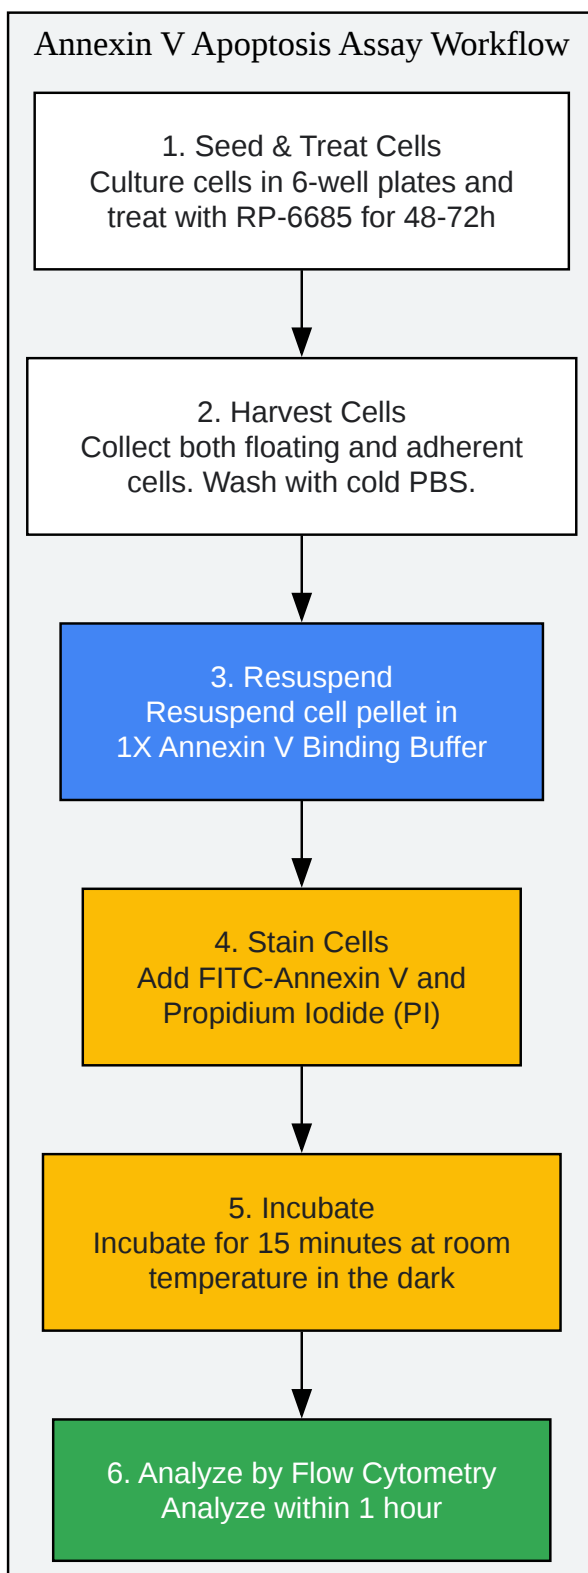 Annexin V Apoptosis Assay Workflow
1. Seed & Treat Cells
Culture cells in 6-well plates and
treat with RP-6685 for 48-72h
2. Harvest Cells
Collect both floating and adherent
cells. Wash with cold PBS.
3. Resuspend
Resuspend cell pellet in
1X Annexin V Binding Buffer
4. Stain Cells
Add FITC-Annexin V and
Propidium Iodide (PI)
5. Incubate
Incubate for 15 minutes at room
temperature in the dark
6. Analyze by Flow Cytometry
Analyze within 1 hour